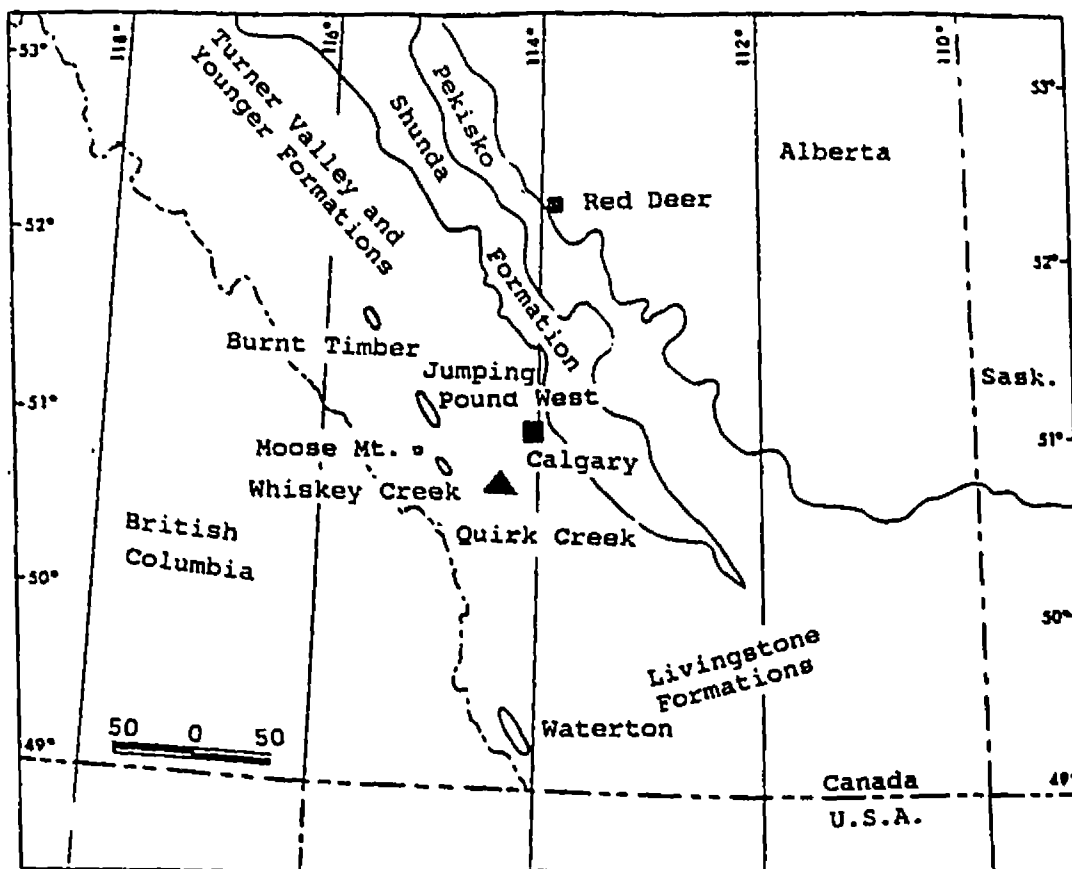 118°
116°
114°
112°
110°
53°
53°
Turner Valley and
Younger Formations
Shunda
Pekisko
Formation
Alberta
Red Deer
52°
52°
Burnt Timber
Jumping
Pound West
Sask.
51°
51°
Moose Mt.
Calgary
Whiskey Creek
Quirk Creek
British
Columbia
50°
50°
Livingstone
Formations
50 0 50
Waterton
49°
49°
Canada
U.S.A.